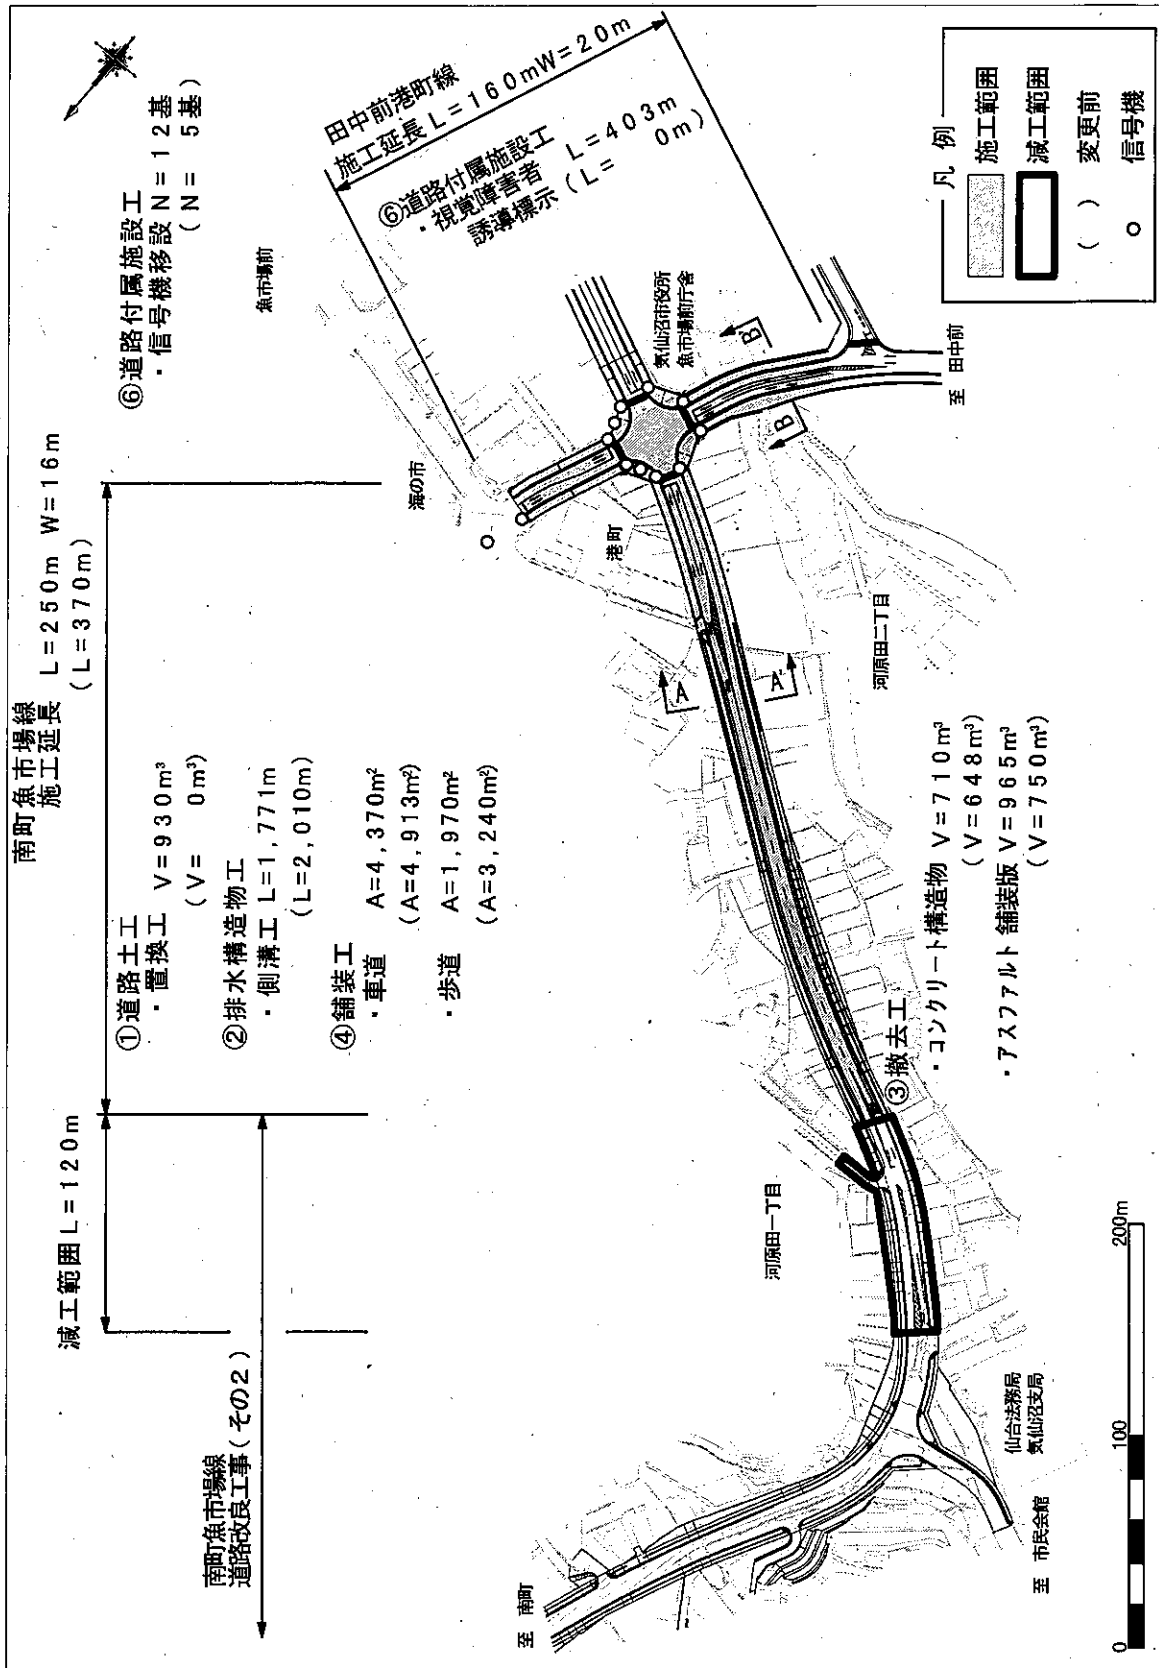 南町魚市場線
施工延長 L=250m W=16m
(L=370m)
減工範囲 L=120m
南町魚市場線
道路改良工事(その2)
①道路土工
・置換工 V=930m³
(V= 0m³)
②排水構造物工
・側溝工 L=1,771m
(L=2,010m)
④舗装工
・車道 A=4,370m²
(A=4,913m²)
・歩道 A=1,970m²
(A=3,240m²)
⑥道路付属施設工
・信号機移設 N=12基
(N= 5基)
田中前港町線
施工延長 L=160mW=20m
⑥道路付属施設工
・視覚障害者
誘導標示 L=403m
(L= 0m)
魚市場前
海の市
港町
気仙沼市役所
魚市場前庁舎
B
B'
A
A'
至 田中前
河原田二丁目
河原田一丁目
③撤去工
・コンクリート構造物 V=710m³
(V=648m³)
・アスファルト舗装版 V=965m³
(V=750m³)
仙台法務局
気仙沼支局
至 南町
至 市民会館
0 100 200m
凡 例
施工範囲
減工範囲
( ) 変更前
信号機